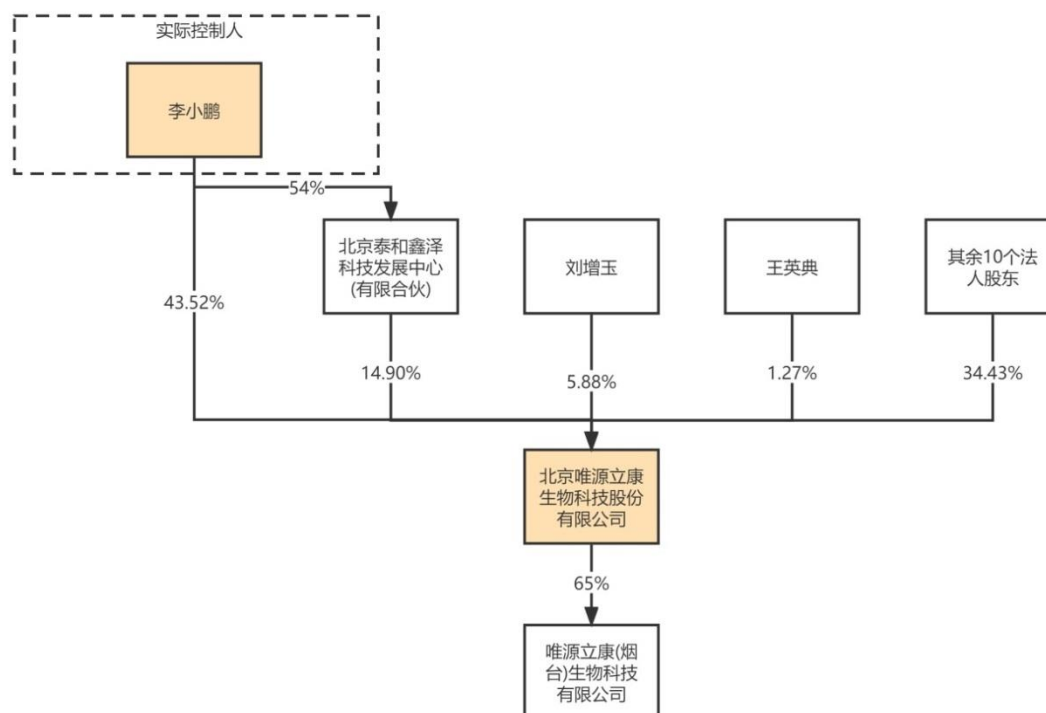 实际控制人
李小鹏
54%
北京泰和鑫泽
科技发展中心
(有限合伙)
刘增玉
王英典
其余10个法
人股东
43.52%
14.90%
5.88%
1.27%
34.43%
北京唯源立康
生物科技股份
有限公司
65%
唯源立康(烟
台)生物科技
有限公司